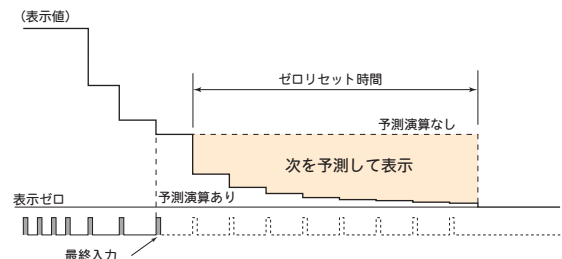 (表示値)
ゼロリセット時間
予測演算なし
次を予測して表示
表示ゼロ
予測演算あり
最終入力